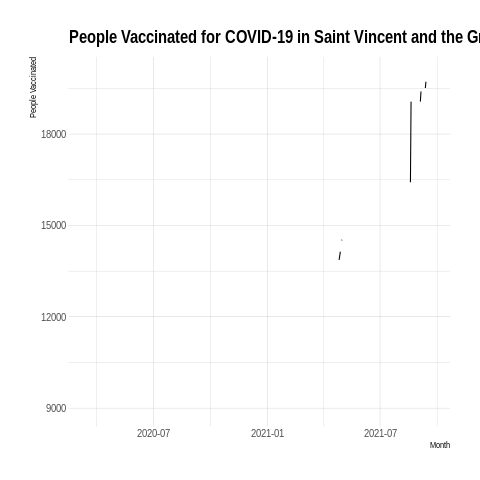 People Vaccinated for COVID-19 in Saint Vincent and the Gr
People Vaccinated
18000
15000
12000
9000
2020-07 2021-01 2021-07
Month